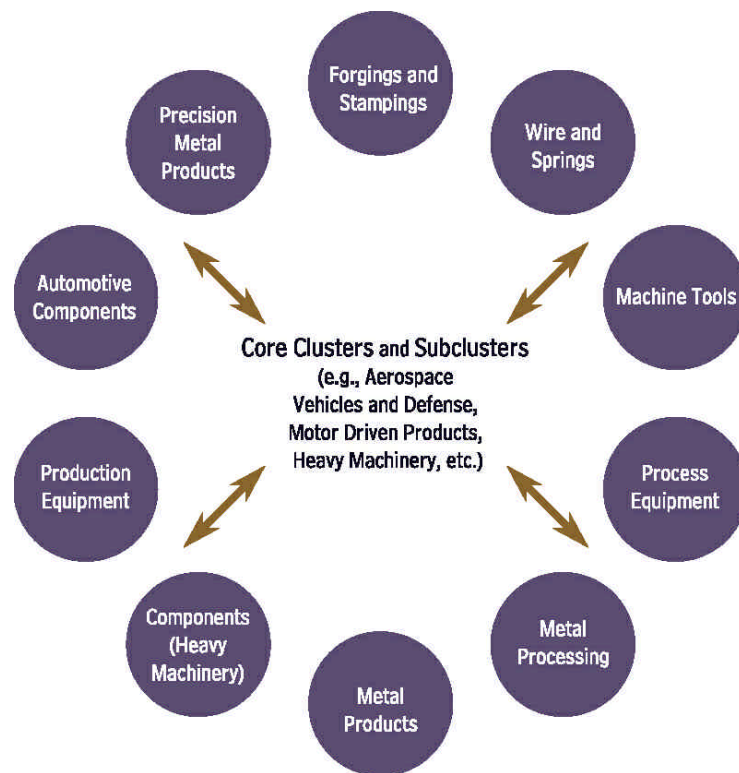 Forgings and
Stampings
Wire and
Springs
Machine Tools
Process
Equipment
Metal
Processing
Metal
Products
Components
(Heavy
Machinery)
Production
Equipment
Automotive
Components
Precision
Metal
Products
Core Clusters and Subclusters
(e.g., Aerospace
Vehicles and Defense,
Motor Driven Products,
Heavy Machinery, etc.)